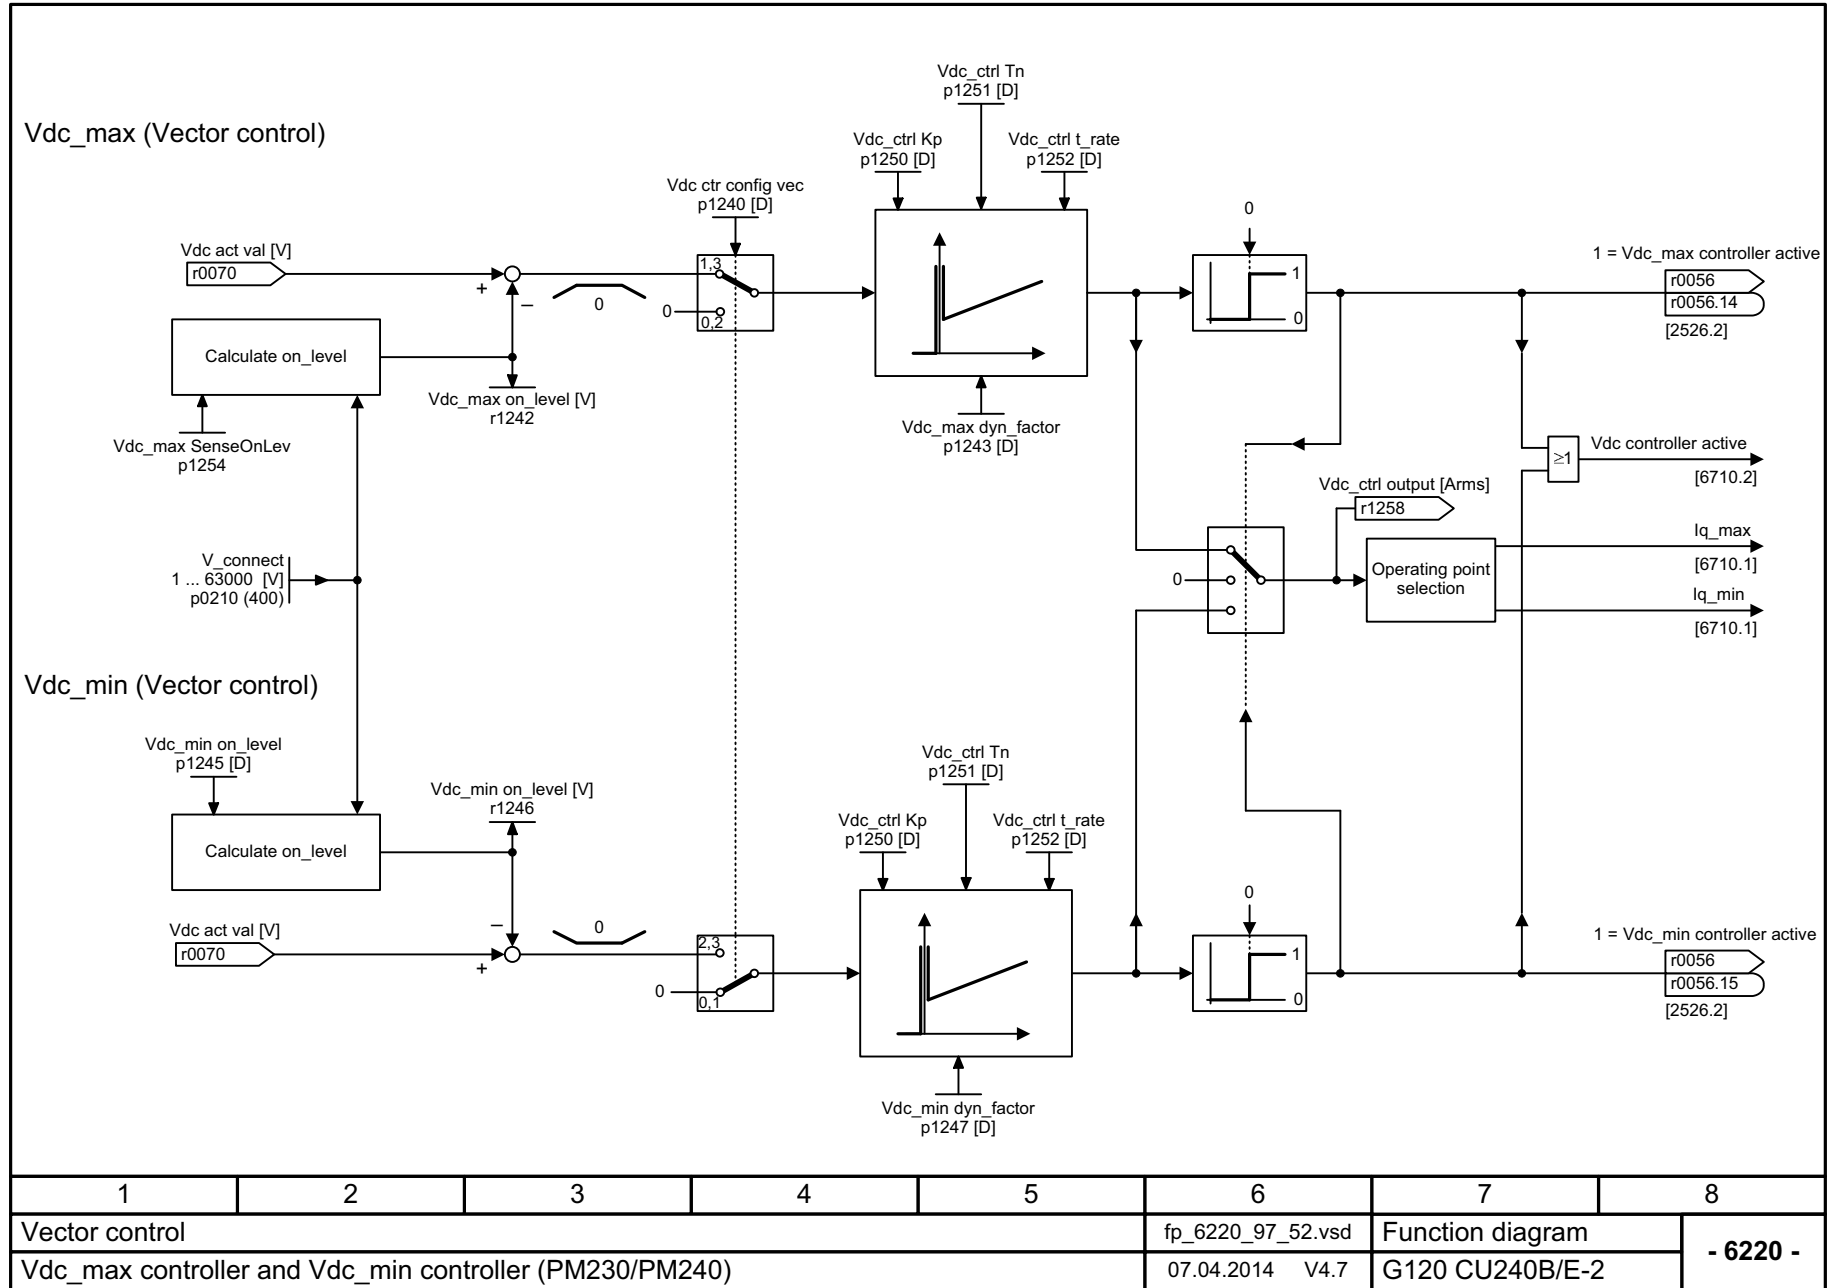 Vdc_max (Vector control)
Vdc_ctrl Tn
p1251 [D]
Vdc_ctrl Kp
p1250 [D]
Vdc_ctrl t_rate
p1252 [D]
Vdc ctr config vec
p1240 [D]
0
Vdc act val [V]
r0070
+
–
0
1,3
0
0,2
1
0
1 = Vdc_max controller active
r0056
r0056.14
[2526.2]
Calculate on_level
Vdc_max on_level [V]
r1242
Vdc_max SenseOnLev
p1254
Vdc_max dyn_factor
p1243 [D]
≥1
Vdc controller active
[6710.2]
Vdc_ctrl output [Arms]
r1258
V_connect
1 ... 63000 [V]
p0210 (400)
0
Operating point
selection
Iq_max
[6710.1]
Iq_min
[6710.1]
Vdc_min (Vector control)
Vdc_min on_level
p1245 [D]
Vdc_min on_level [V]
r1246
Vdc_ctrl Tn
p1251 [D]
Vdc_ctrl Kp
p1250 [D]
Vdc_ctrl t_rate
p1252 [D]
Calculate on_level
0
Vdc act val [V]
r0070
–
+
0
2,3
0
0,1
1
0
1 = Vdc_min controller active
r0056
r0056.15
[2526.2]
Vdc_min dyn_factor
p1247 [D]
1 2 3 4 5 6 7 8
Vector control
fp_6220_97_52.vsd
Function diagram
- 6220 -
Vdc_max controller and Vdc_min controller (PM230/PM240)
07.04.2014 V4.7
G120 CU240B/E-2